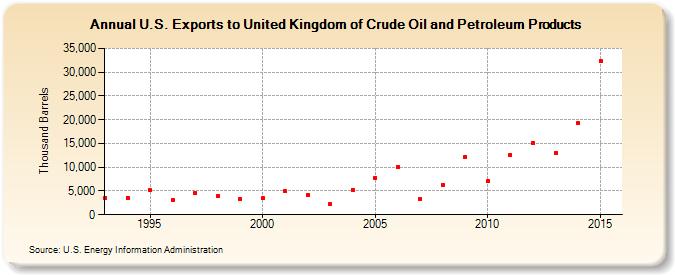 Annual U.S. Exports to United Kingdom of Crude Oil and Petroleum Products
Thousand Barrels
35,000
30,000
25,000
20,000
15,000
10,000
5,000
0
1995 2000 2005 2010 2015
Source: U.S. Energy Information Administration